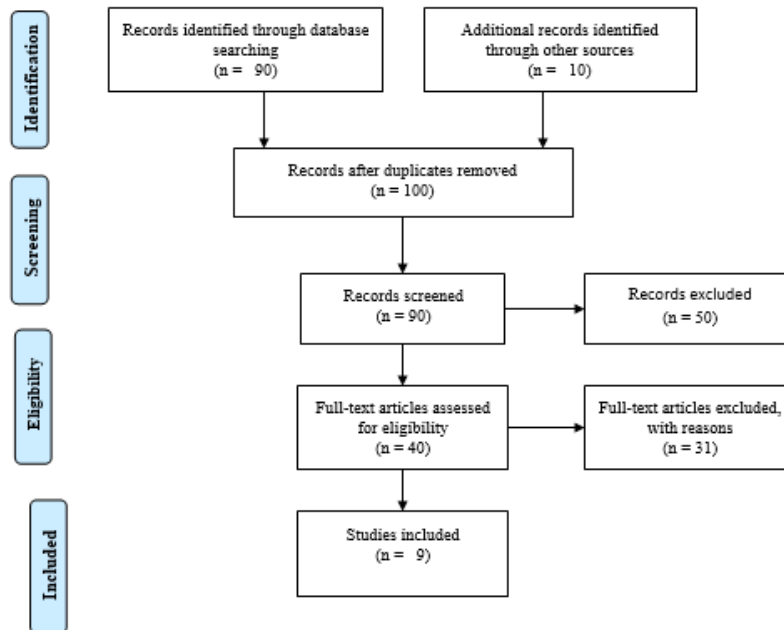 Identification
Records identified through database
searching
(n =   90)
Additional records identified
through other sources
(n =   10)
Records after duplicates removed
(n = 100)
Screening
Records screened
(n = 90)
Records excluded
(n = 50)
Eligibility
Full-text articles assessed
for eligibility
(n = 40)
Full-text articles excluded,
with reasons
(n = 31)
Included
Studies included
(n =   9)